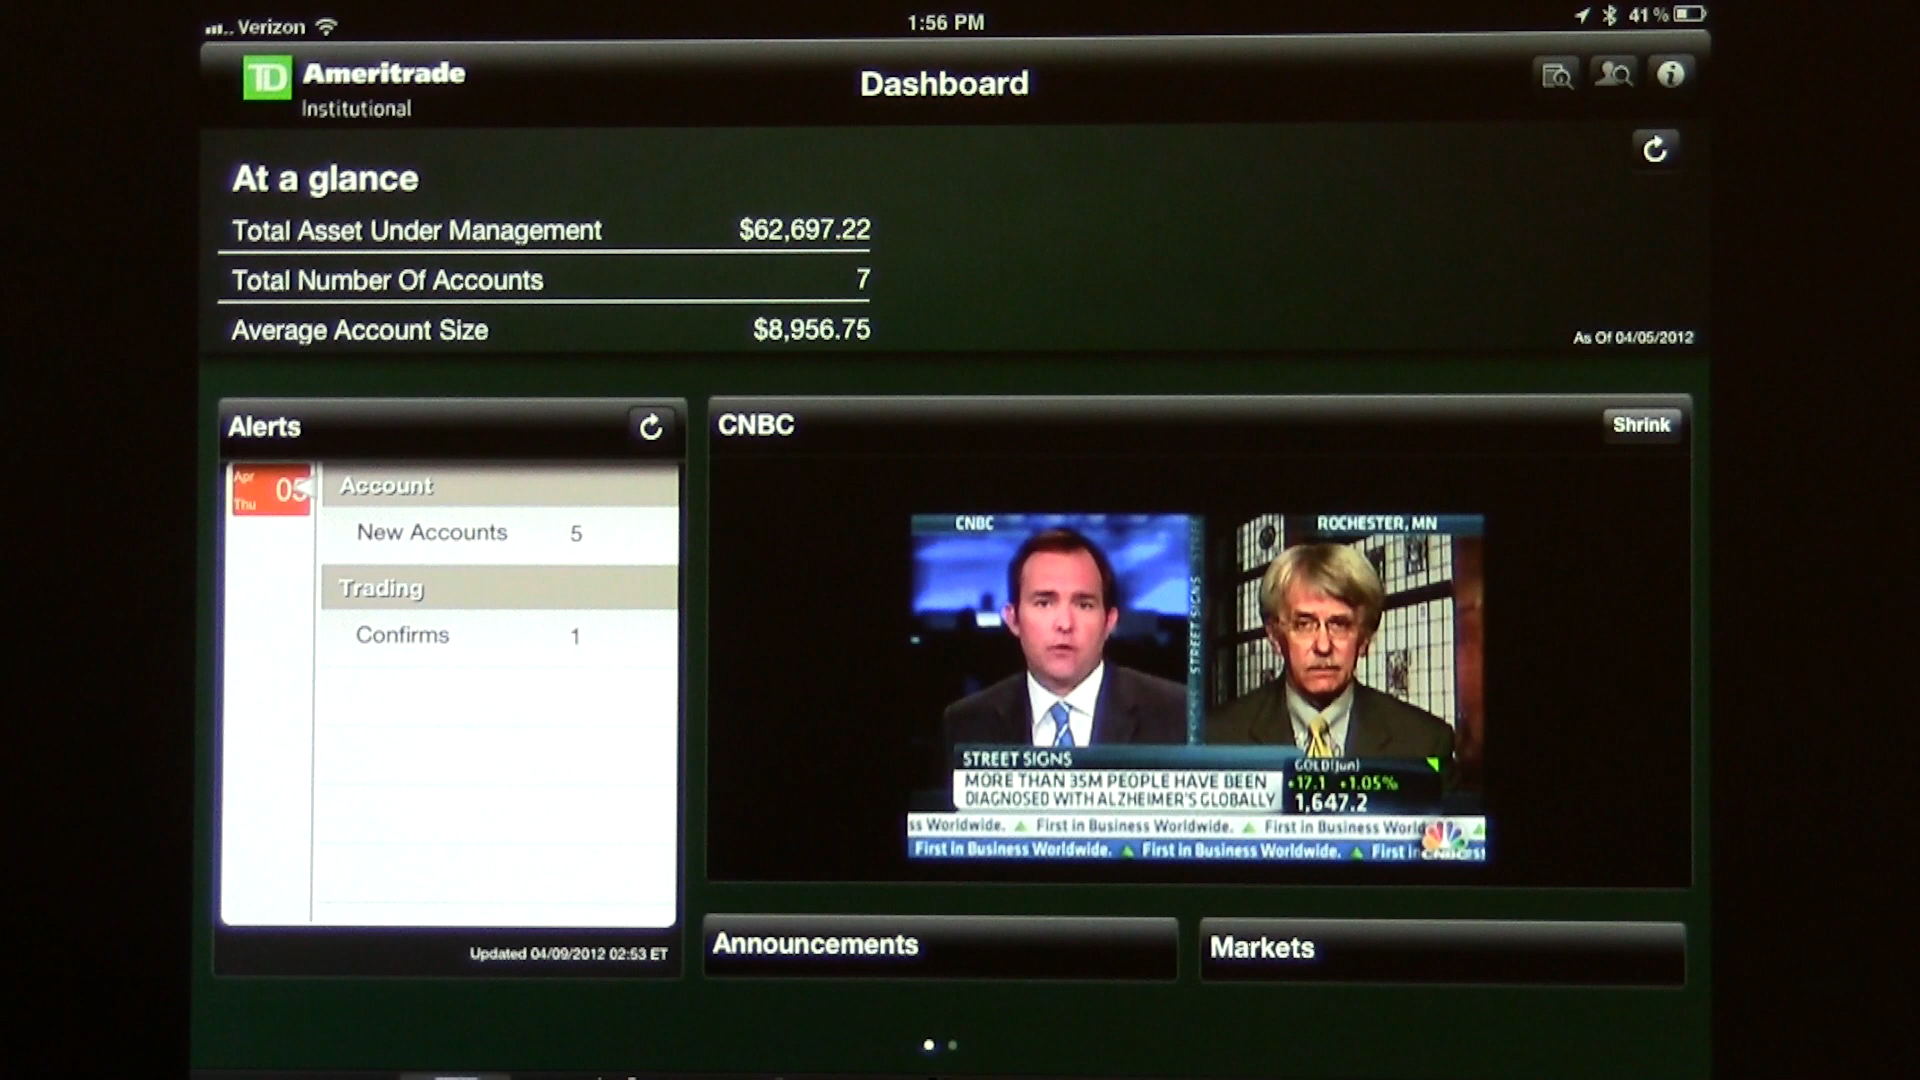 Verizon
1:56 PM
41%
TD Ameritrade
Institutional
Dashboard
At a glance
Total Asset Under Management $62,697.22
Total Number Of Accounts 7
Average Account Size $8,956.75
As Of 04/05/2012
Alerts
Apr
05
Thu
Account
New Accounts 5
Trading
Confirms 1
Updated 04/09/2012 02:53 ET
CNBC
Shrink
CNBC
ROCHESTER, MN
STREET SIGNS
STREET SIGNS
MORE THAN 35M PEOPLE HAVE BEEN
DIAGNOSED WITH ALZHEIMER'S GLOBALLY
GOLD(Jun)
+17.1 +1.05%
1,647.2
ss Worldwide. First in Business Worldwide. First in Business World
First in Business Worldwide. First in Business Worldwide. First in
CNBC
Announcements
Markets